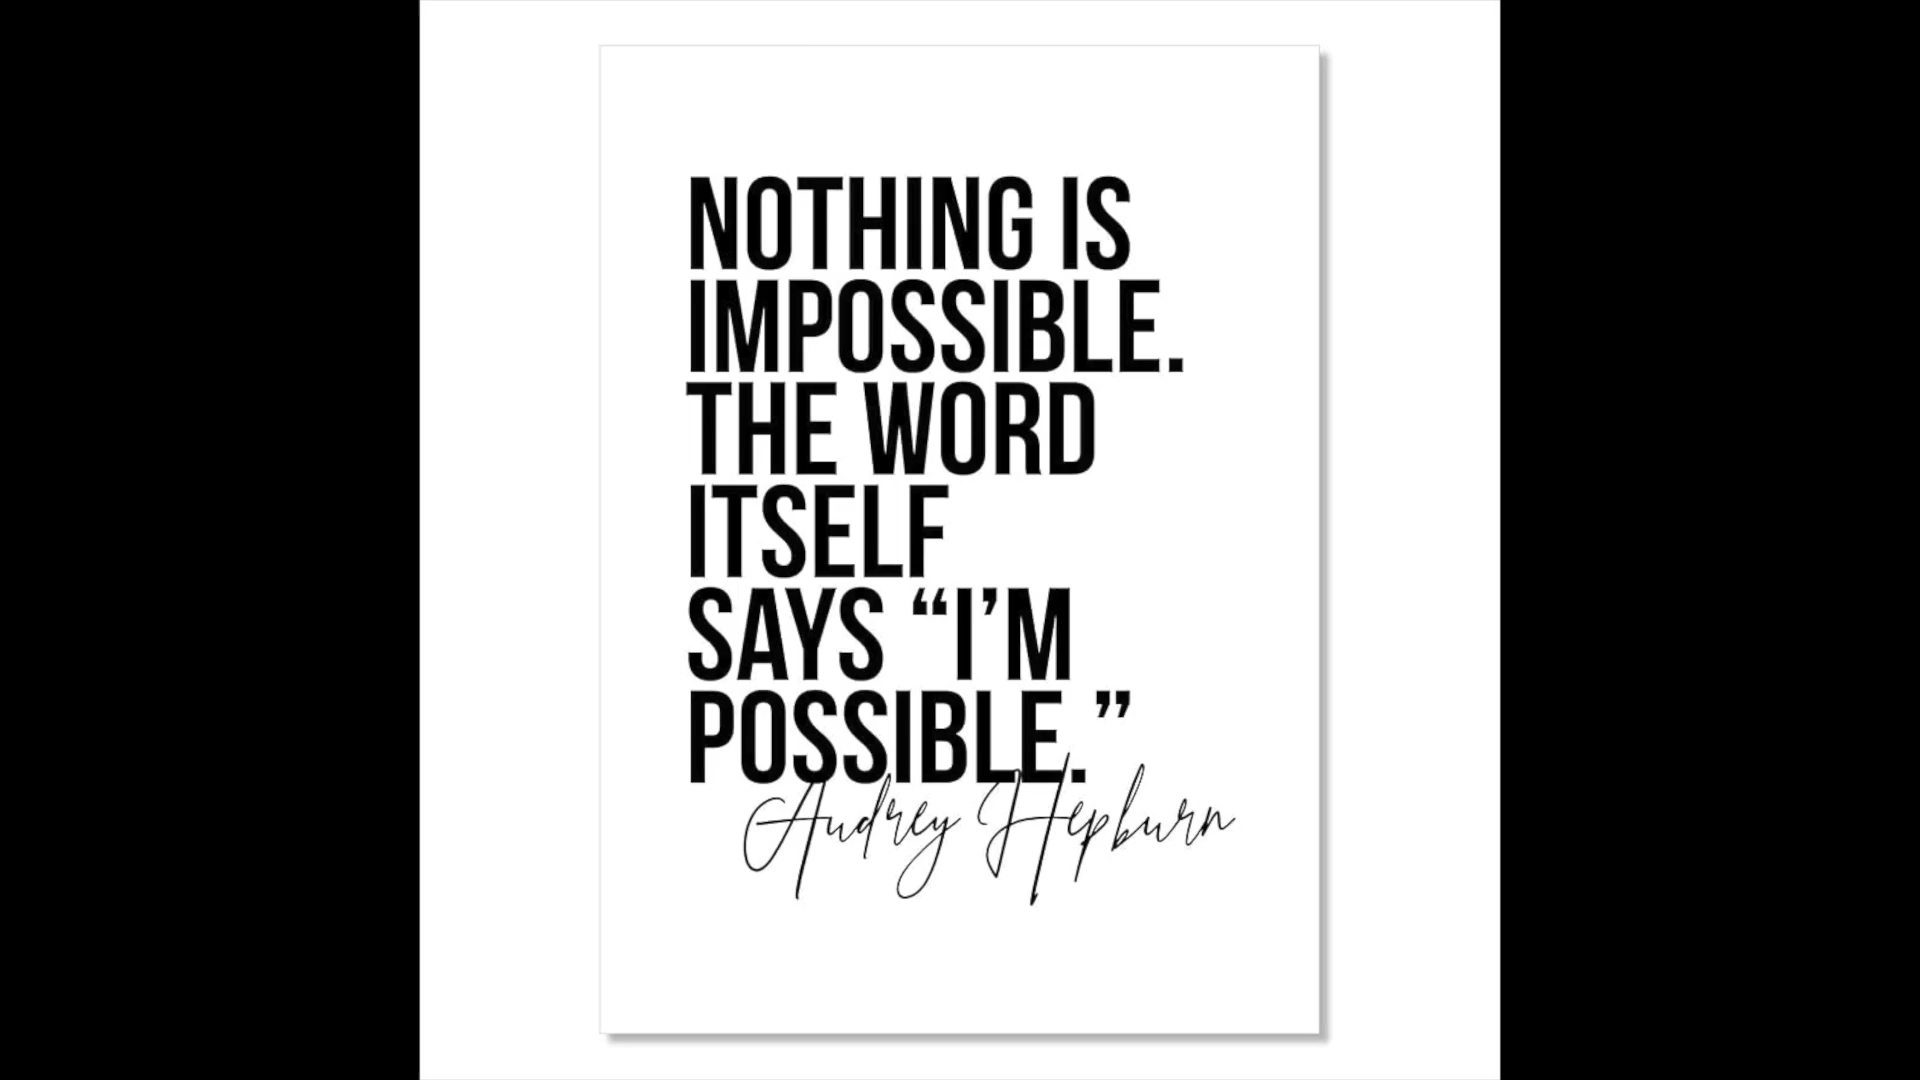 NOTHING IS
IMPOSSIBLE.
THE WORD
ITSELF
SAYS “I’M
POSSIBLE.”
Audrey Hepburn